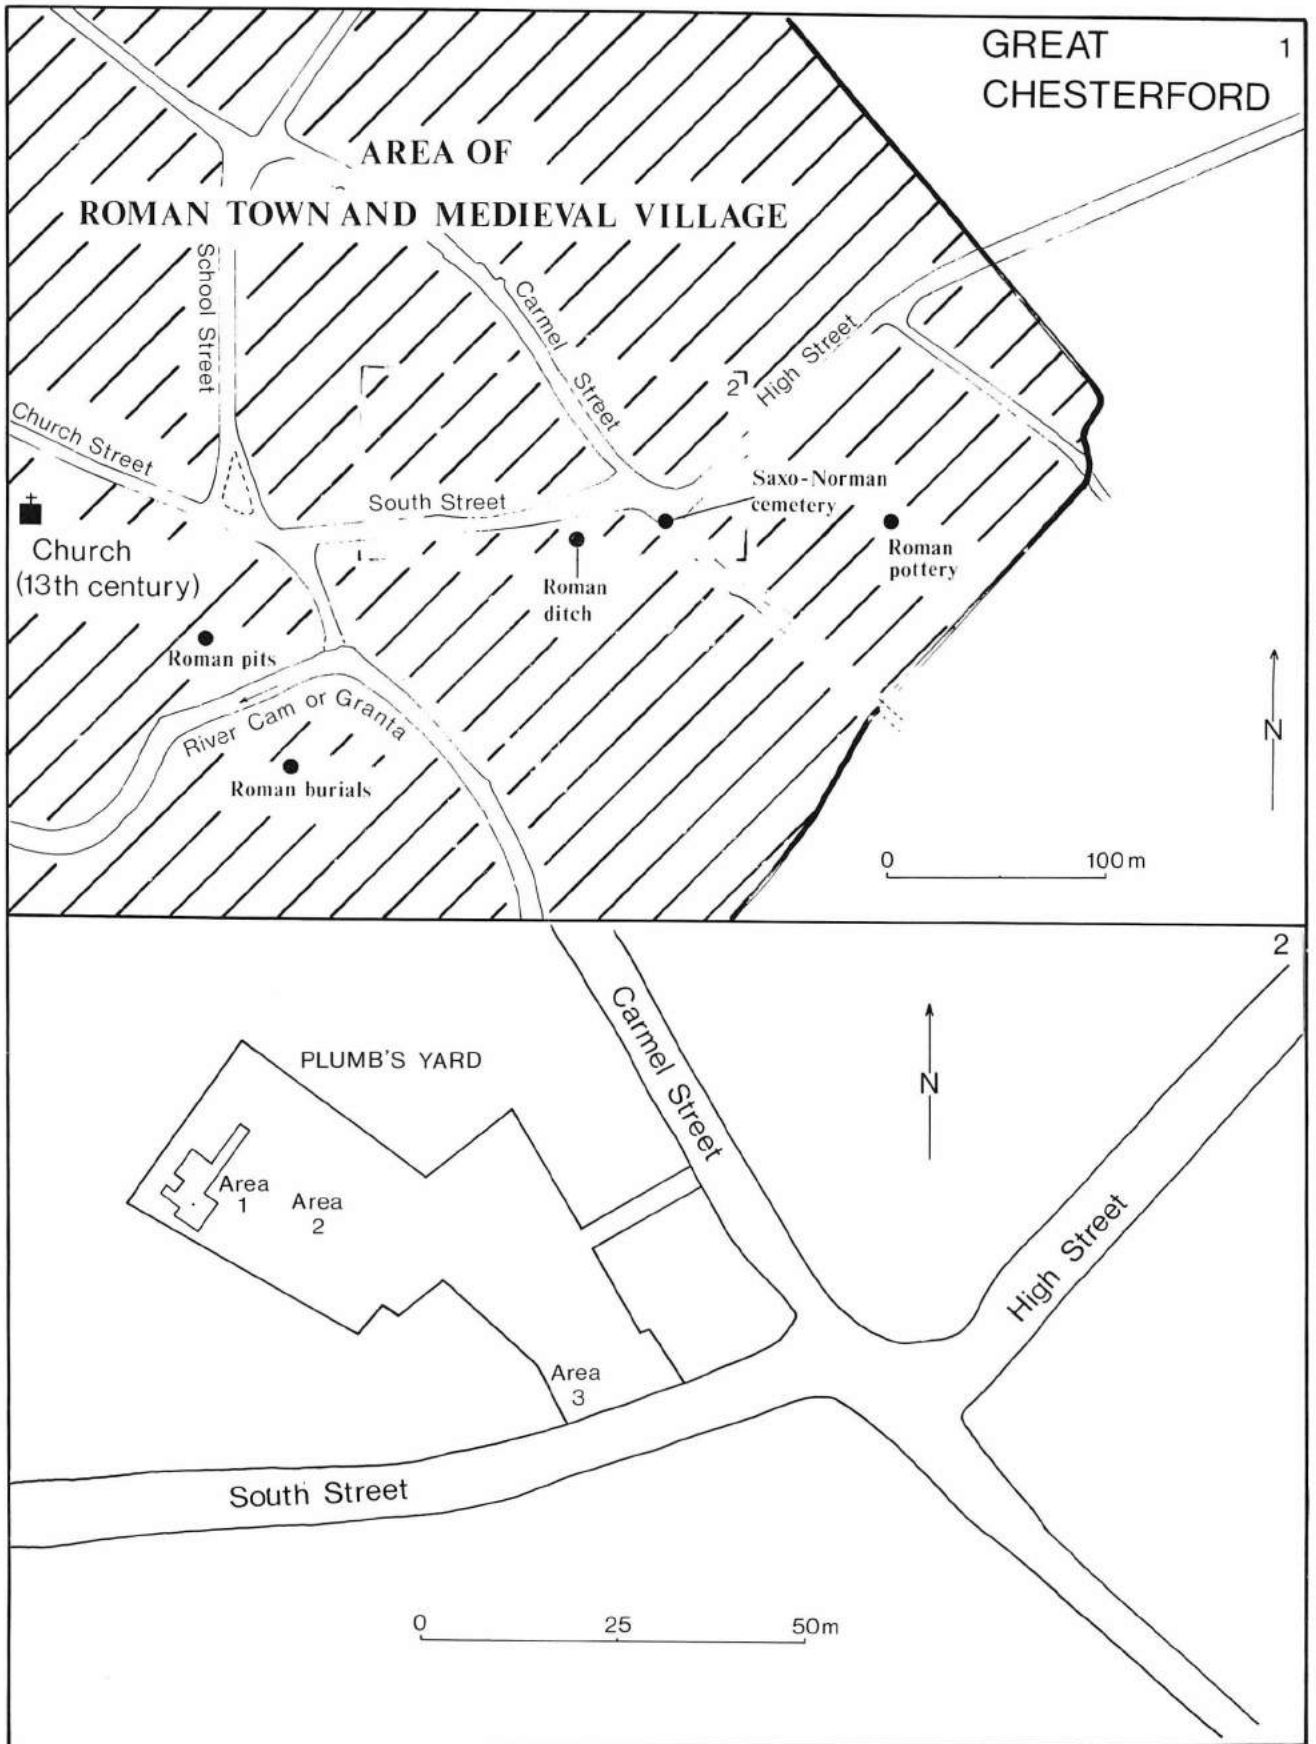 GREAT
CHESTERFORD
1
AREA OF
ROMAN TOWN AND MEDIEVAL VILLAGE
School Street
Carmel
Street
High Street
2
Church Street
South Street
Saxo-Norman
cemetery
Church
(13th century)
Roman
ditch
Roman
pottery
Roman pits
River Cam or Granta
Roman burials
N
0 100m
2
PLUMB'S YARD
Carmel Street
N
Area
1
Area
2
High Street
Area
3
South Street
0 25 50m